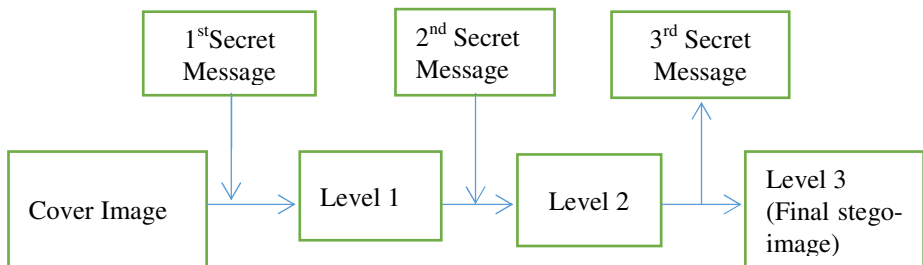 1stSecret
Message
2nd Secret
Message
3rd Secret
Message
Cover Image
Level 1
Level 2
Level 3
(Final stego-
image)